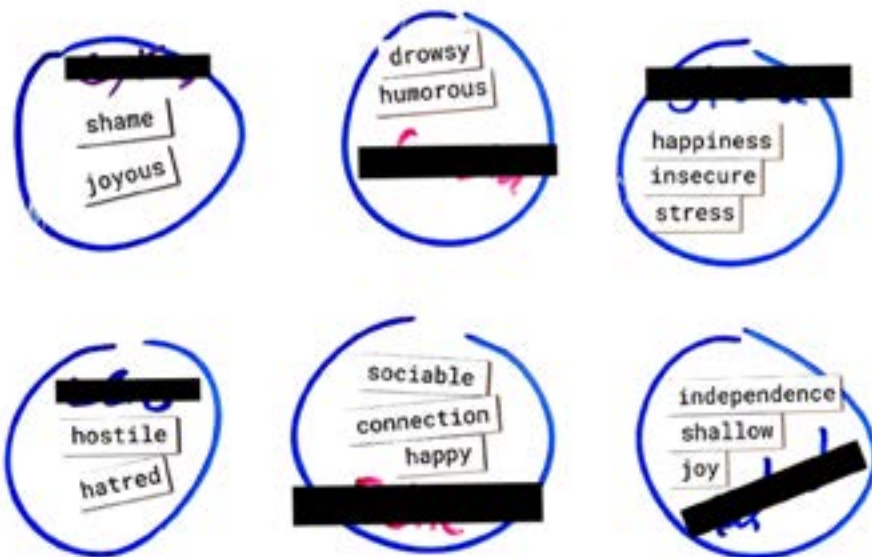 shame
joyous
drowsy
humorous
happiness
insecure
stress
hostile
hatred
sociable
connection
happy
independence
shallow
joy